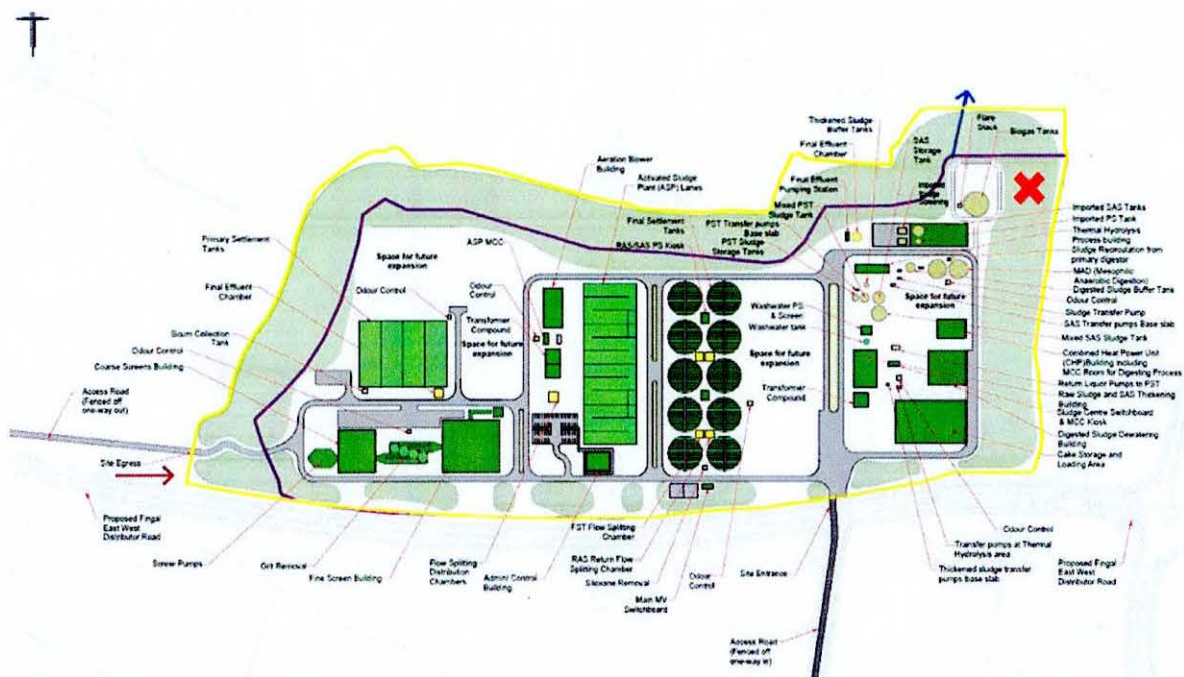 Thickened Sludge
Buffer Tanks
Final Effluent
Chamber
SAS
Storage
Tank
Flare
Stack
Biogas Tanks
Aeration Blower
Building
Activated Sludge
Plant (ASP) Lanes
Final Effluent
Pumping Station
Mixed PST
Sludge Tank
Imported
Sludge Screening
Final Settlement
Tanks
PST Transfer pumps
Base slab
PST Sludge
Storage Tanks
RAS/SAS PS Kiosk
Imported SAS Tanks
Imported PS Tank
Thermal Hydrolysis
Process building
Sludge Recirculation from
primary digestor
MAD (Mesophilic
Anaerobic Digestion)
Digested Sludge Buffer Tank
Odour Control
Sludge Transfer Pump
SAS Transfer pumps Base slab
Mixed SAS Sludge Tank
Combined Heat Power Unit
(CHP)Building Including
MCC Room for Digesting Process
Return Liquor Pumps to PST
Raw Sludge and SAS Thickening
Building
Sludge Centre Switchboard
& MCC Kiosk
Digested Sludge Dewatering
Building
Cake Storage and
Loading Area
Primary Settlement
Tanks
ASP MCC
Space for future
expansion
Final Effluent
Chamber
Odour Control
Odour
Control
Transformer
Compound
Space for future
expansion
Scum Collection
Tank
Odour Control
Coarse Screens Building
Washwater PS
& Screen
Washwater tank
Space for future
expansion
Space for future
expansion
Transformer
Compound
Access Road
(Fenced off
one-way out)
Site Egress
Proposed Fingal
East West
Distributor Road
Screw Pumps
Grit Removal
Fine Screen Building
Flow Splitting
Distribution
Chambers
Admin/ Control
Building
FST Flow Splitting
Chamber
RAS Return Flow
Splitting Chamber
Siloxane Removal
Main MV
Switchboard
Odour
Control
Site Entrance
Odour Control
Transfer pumps at Thermal
Hydrolysis area
Thickened sludge transfer
pumps base slab
Proposed Fingal
East West
Distributor Road
Access Road
(Fenced off
one-way in)